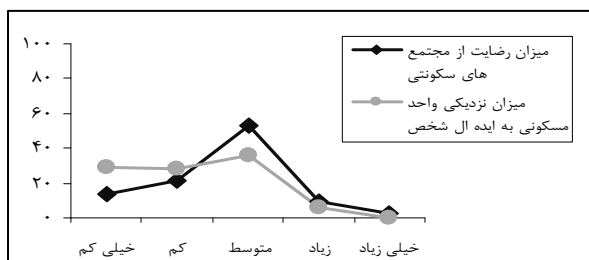 ۱۰۰
۸۰
۶۰
۴۰
۲۰
۰
میزان رضایت از مجتمع
های سکونتی
میزان نزدیکی واحد
مسکونی به ایده ال شخص
خیلی کم
کم
متوسط
زیاد
خیلی زیاد